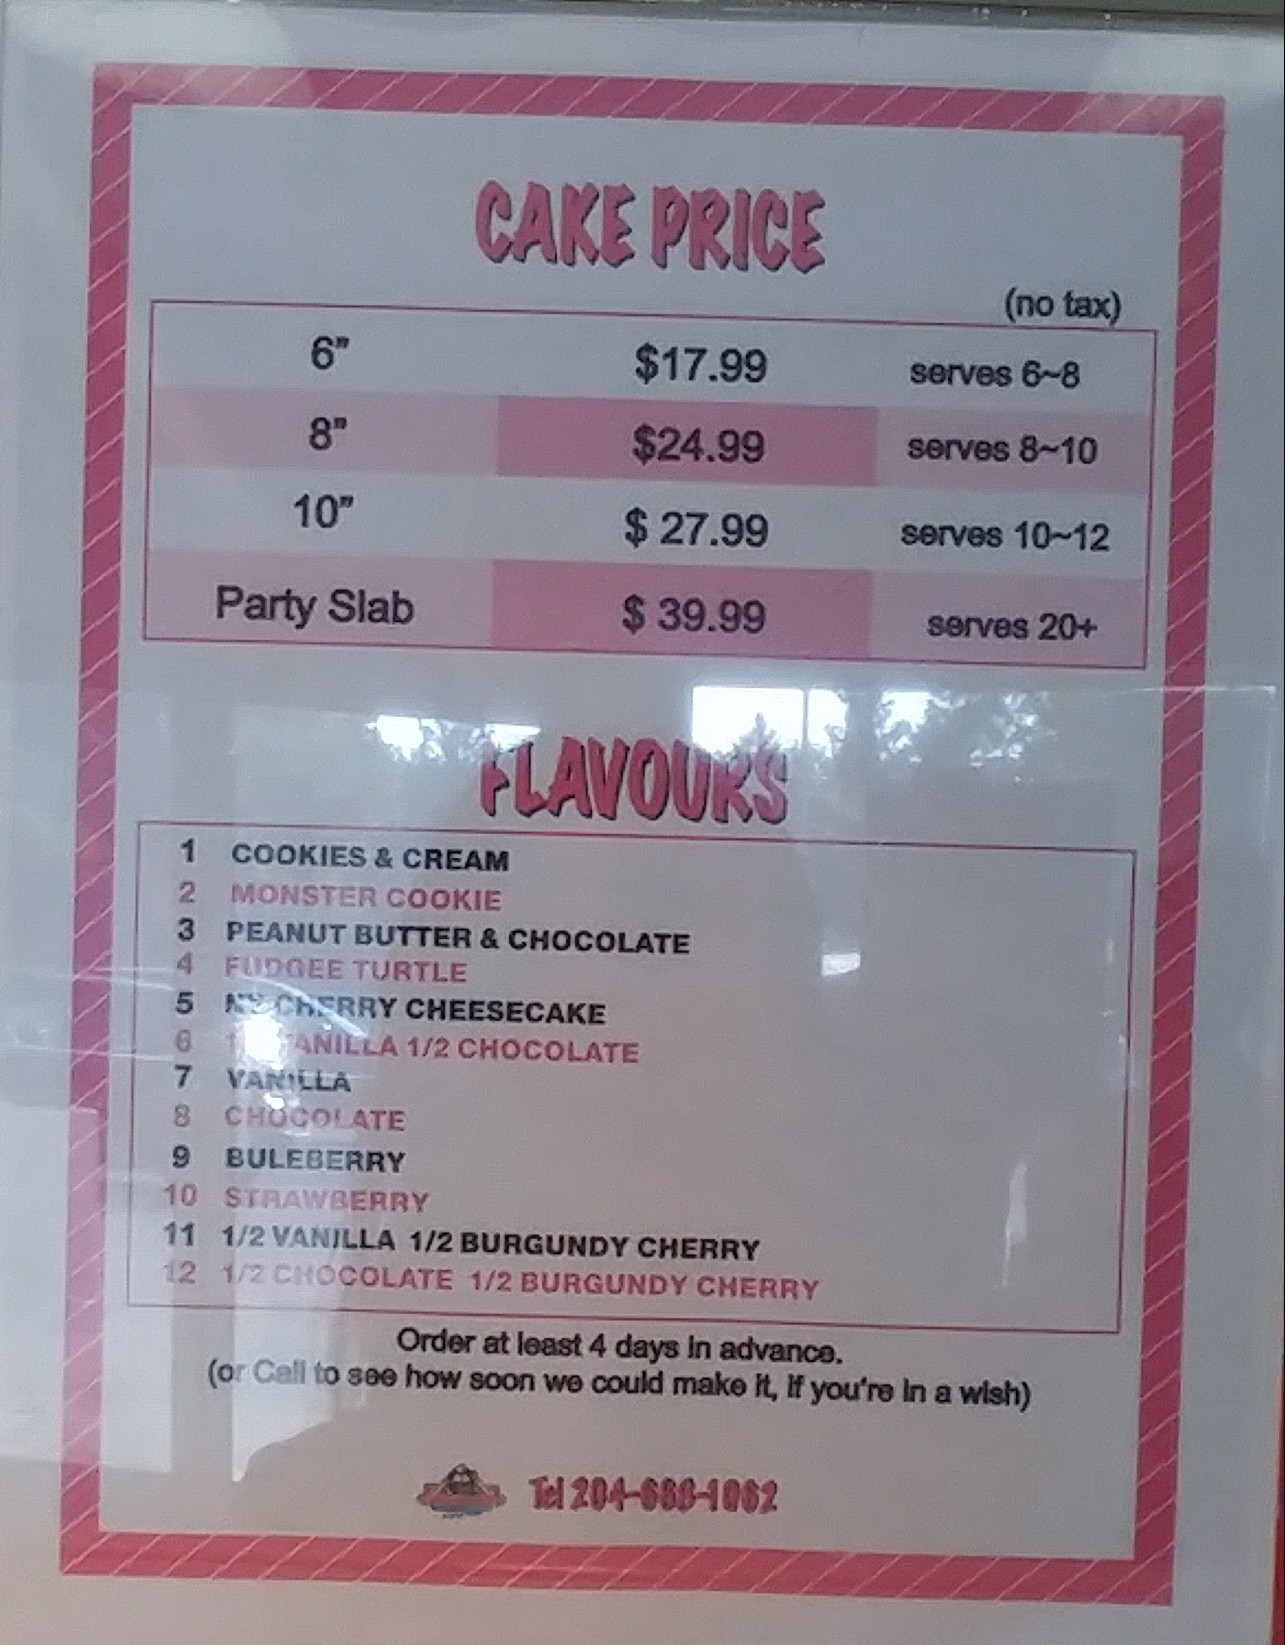 CAKE PRICE
(no tax)
6" $17.99 serves 6~8
8" $24.99 serves 8~10
10" $ 27.99 serves 10~12
Party Slab $ 39.99 serves 20+
FLAVOURS
1 COOKIES & CREAM
2 MONSTER COOKIE
3 PEANUT BUTTER & CHOCOLATE
4 FUDGEE TURTLE
5 NY CHERRY CHEESECAKE
6 VANILLA 1/2 CHOCOLATE
7 VANILLA
8 CHOCOLATE
9 BULEBERRY
10 STRAWBERRY
11 1/2 VANILLA 1/2 BURGUNDY CHERRY
12 1/2 CHOCOLATE 1/2 BURGUNDY CHERRY
Order at least 4 days in advance.
(or Call to see how soon we could make it, if you're in a wish)
Tel